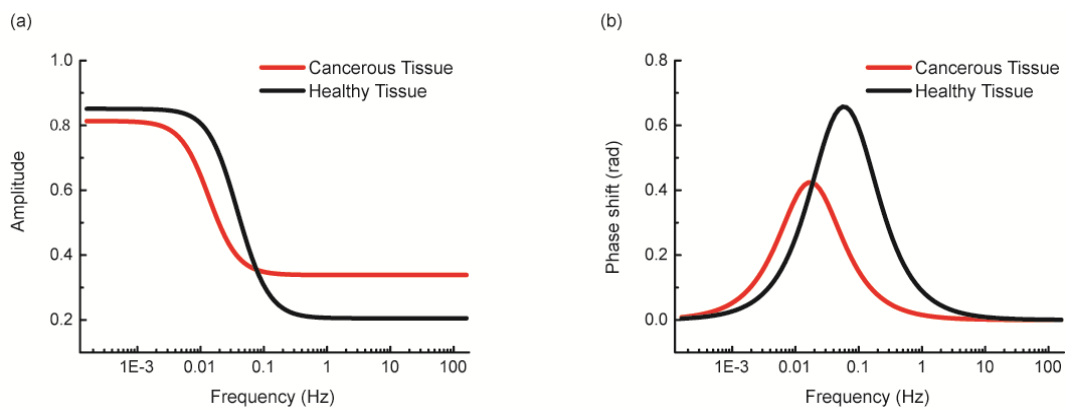 (a)
1.0
0.8
0.6
0.4
0.2
Amplitude
Cancerous Tissue
Healthy Tissue
1E-3 0.01 0.1 1 10 100
Frequency (Hz)
(b)
0.8
0.6
0.4
0.2
0.0
Phase shift (rad)
Cancerous Tissue
Healthy Tissue
1E-3 0.01 0.1 1 10 100
Frequency (Hz)